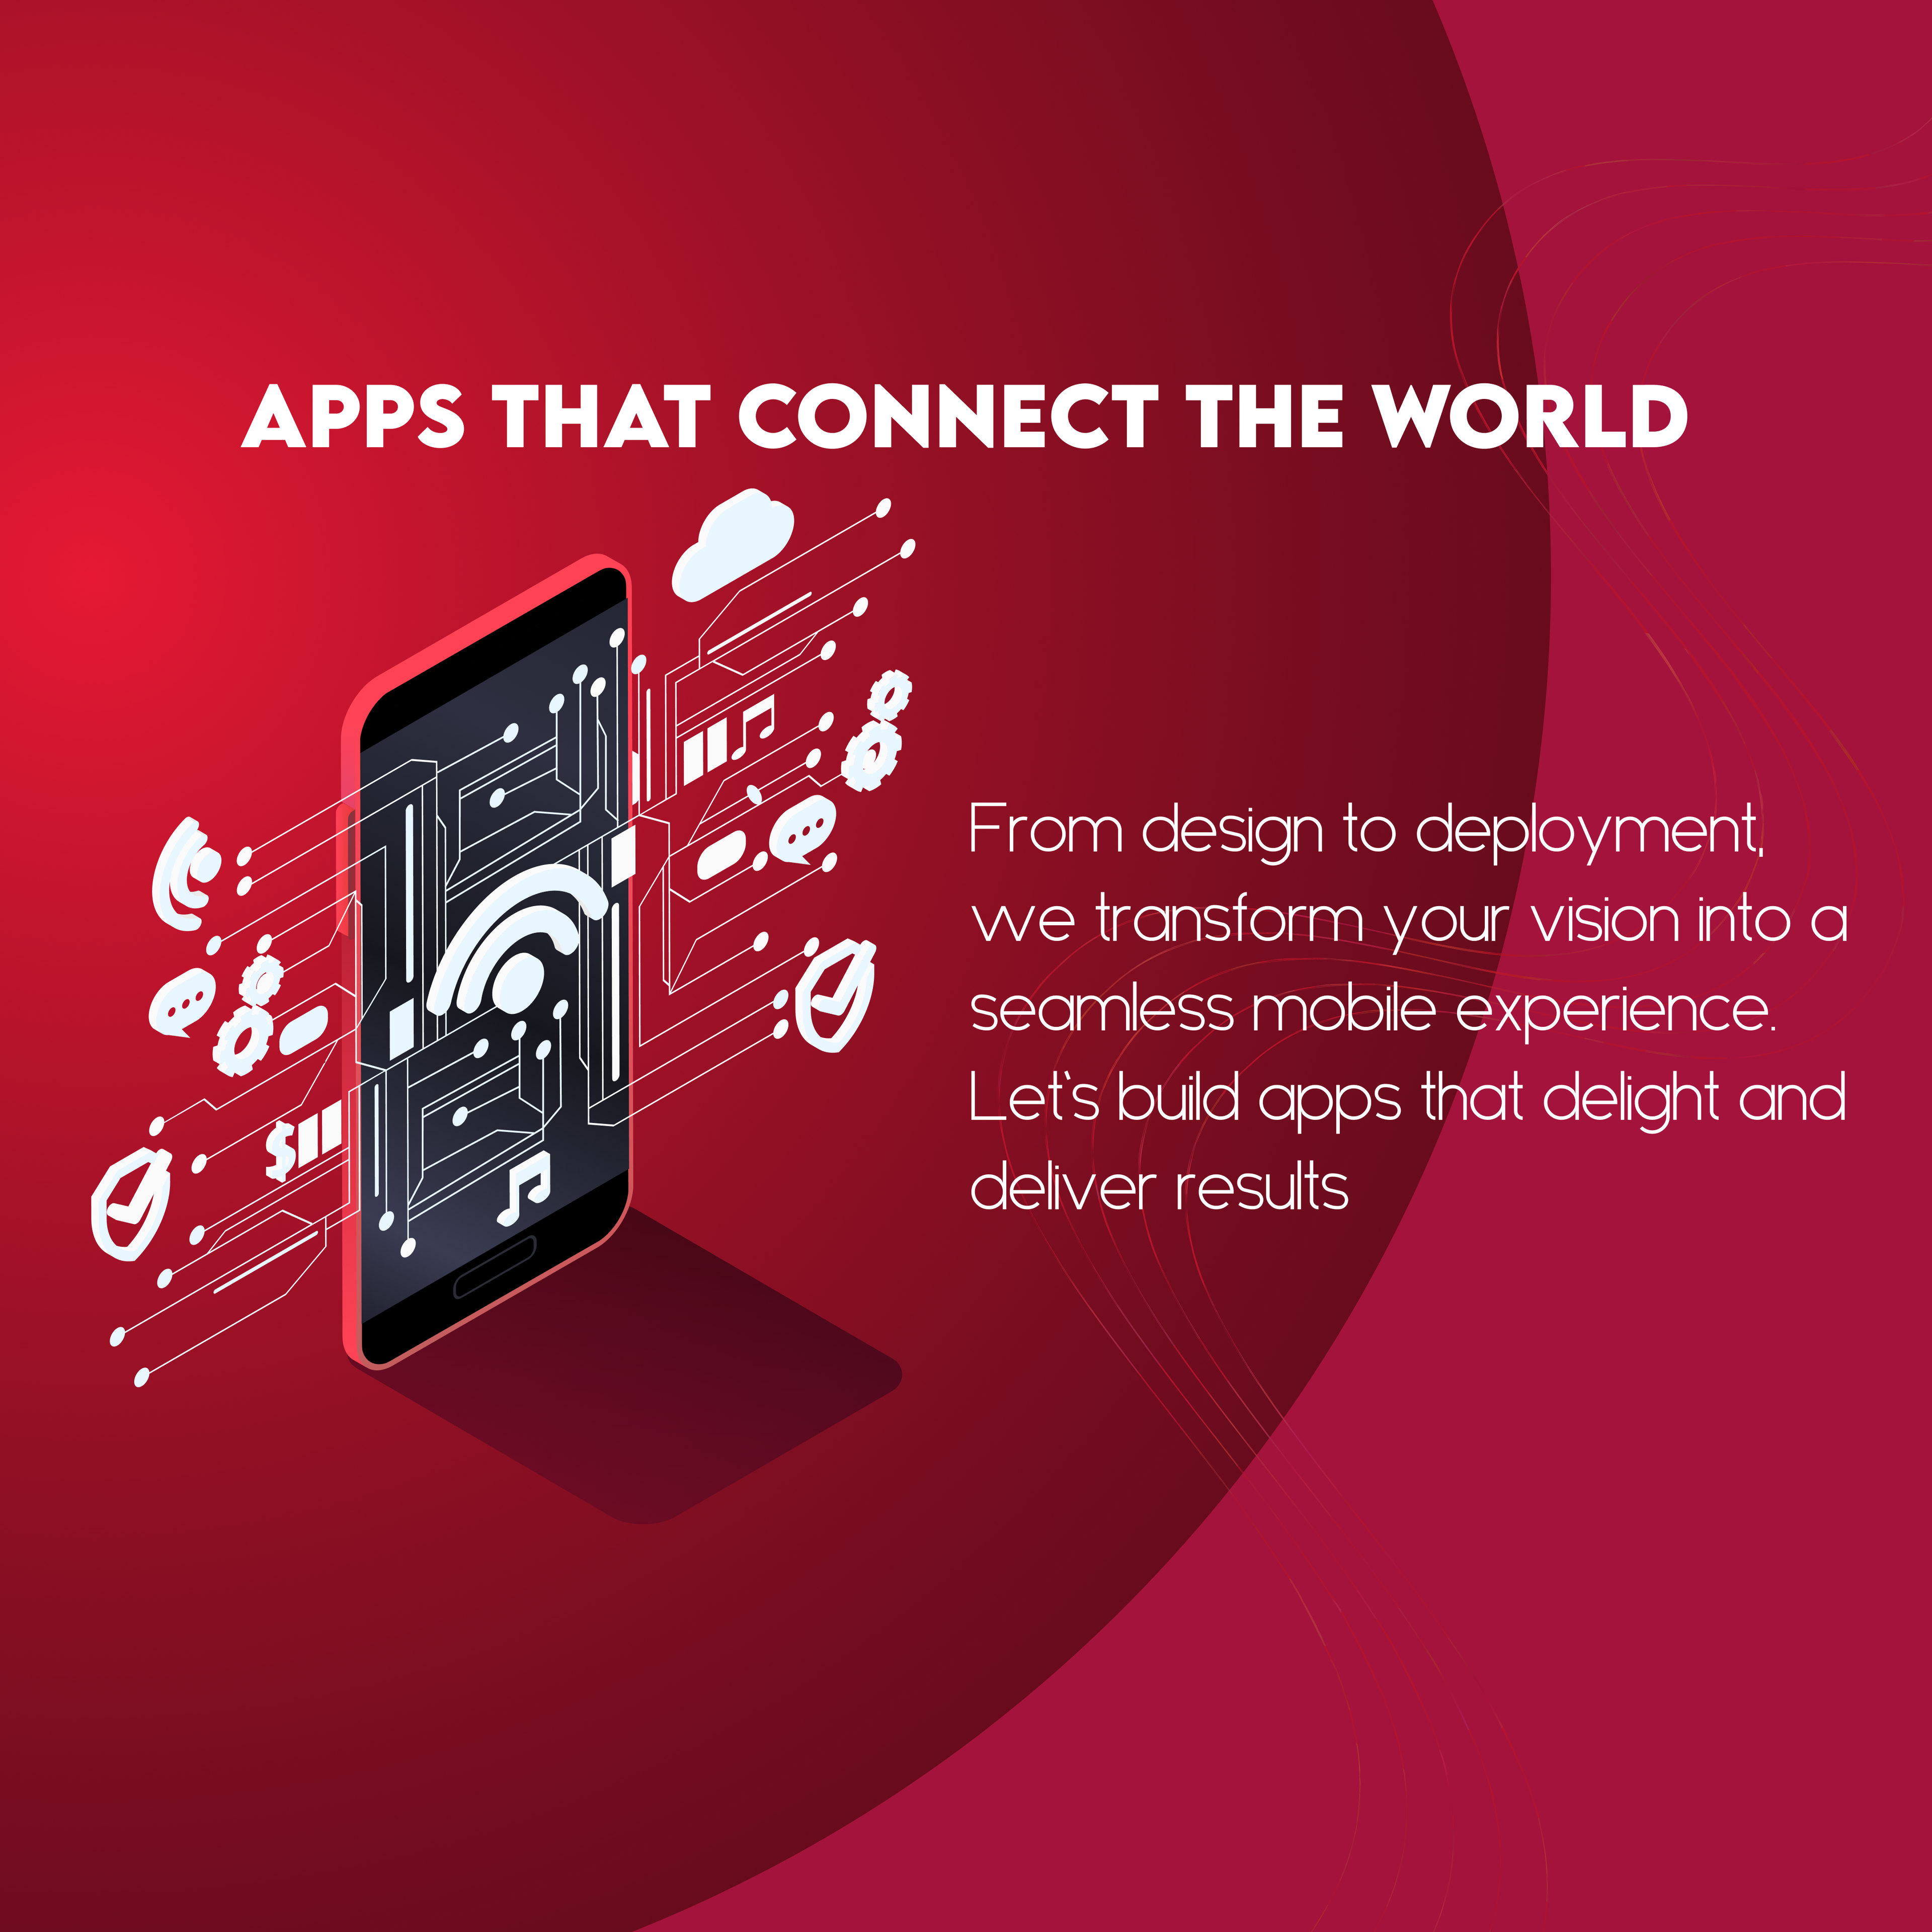 APPS THAT CONNECT THE WORLD
From design to deployment,
we transform your vision into a
seamless mobile experience.
Let's build apps that delight and
deliver results
$